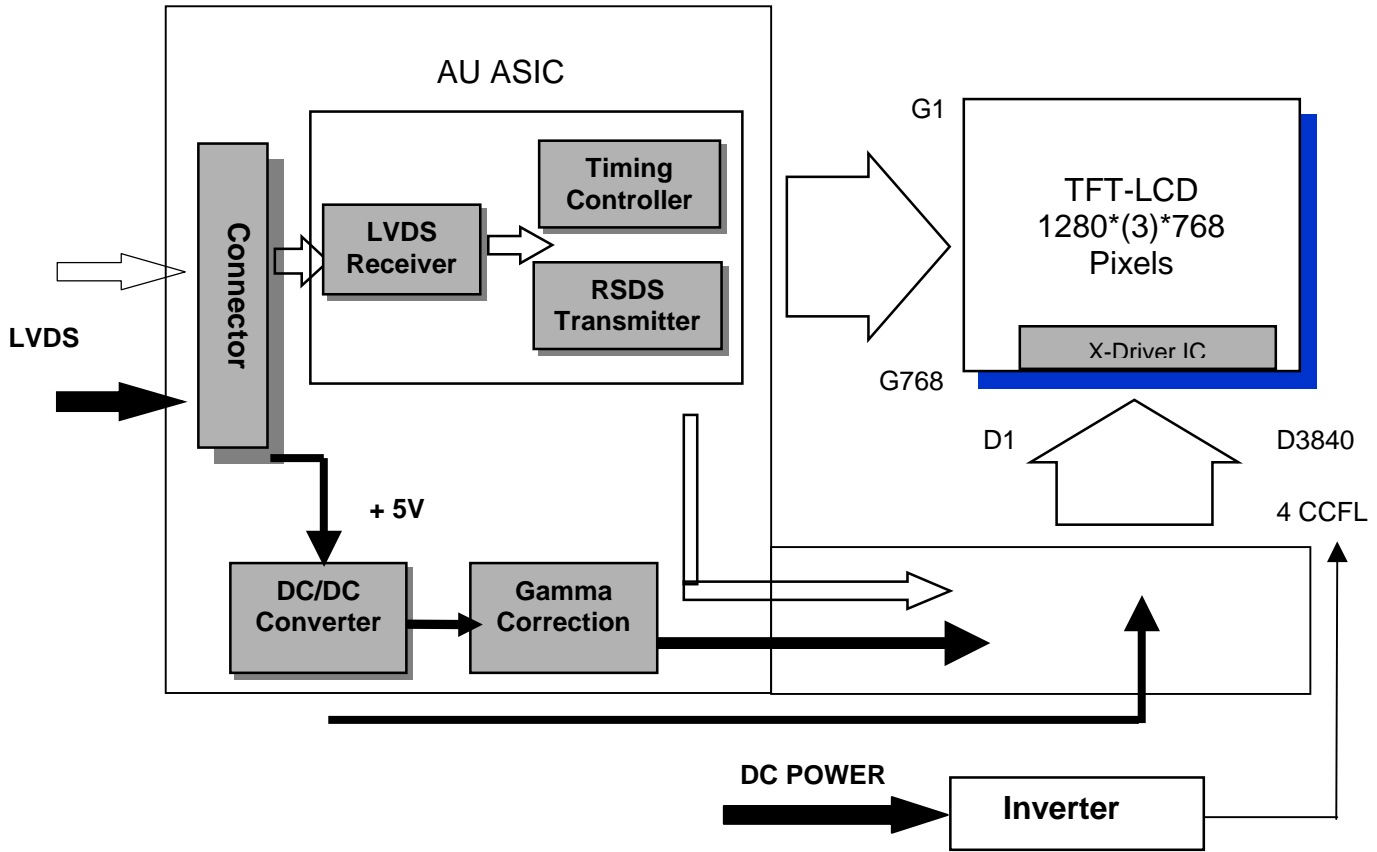 AU ASIC
G1
Timing
Controller
TFT-LCD
1280*(3)*768
Pixels
Connector
LVDS
Receiver
RSDS
Transmitter
LVDS
X-Driver IC
G768
D1
D3840
+ 5V
4 CCFL
DC/DC
Converter
Gamma
Correction
DC POWER
Inverter